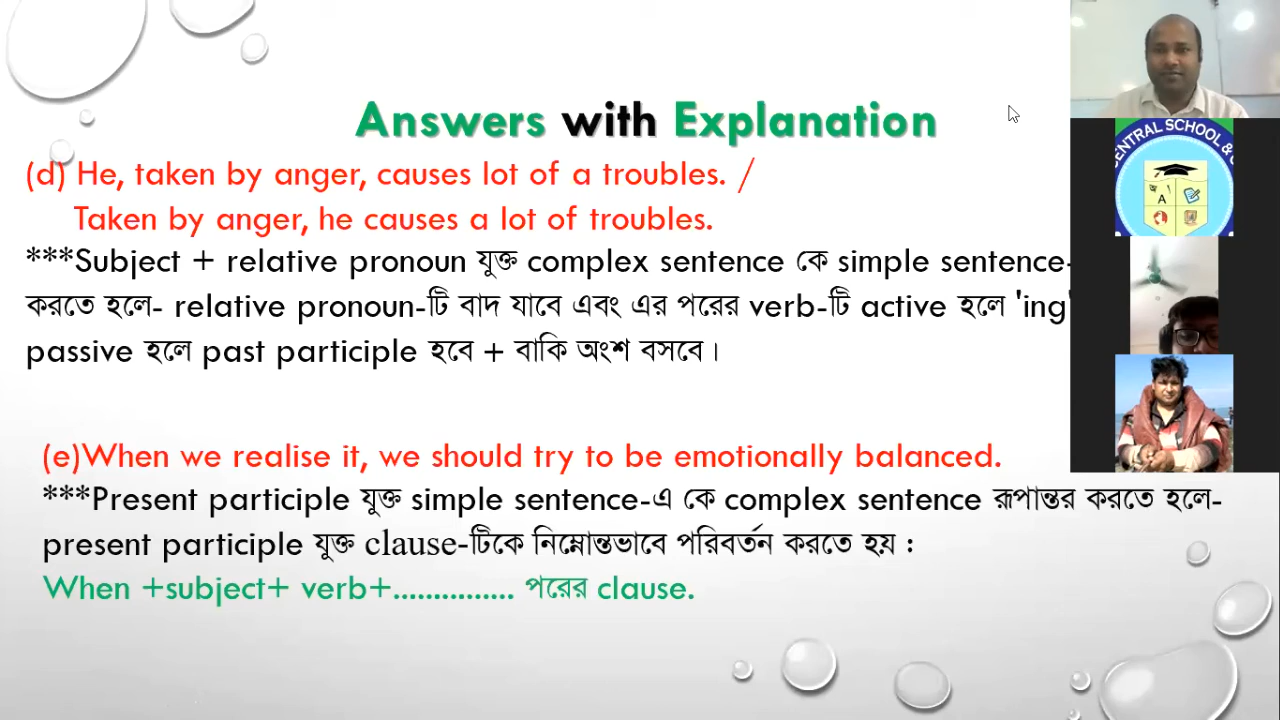 Answers with Explanation
(d) He, taken by anger, causes lot of a troubles. /
Taken by anger, he causes a lot of troubles.
***Subject + relative pronoun যুক্ত complex sentence কে simple sentence-
করতে হলে- relative pronoun-টি বাদ যাবে এবং এর পরের verb-টি active হলে 'ing'
passive হলে past participle হবে + বাকি অংশ বসবে।
(e)When we realise it, we should try to be emotionally balanced.
***Present participle যুক্ত simple sentence-এ কে complex sentence রূপান্তর করতে হলে-
present participle যুক্ত clause-টিকে নিম্নোক্তভাবে পরিবর্তন করতে হয় :
When +subject+ verb+............... পরের clause.
ENTRAL SCHOOL &
অ
A